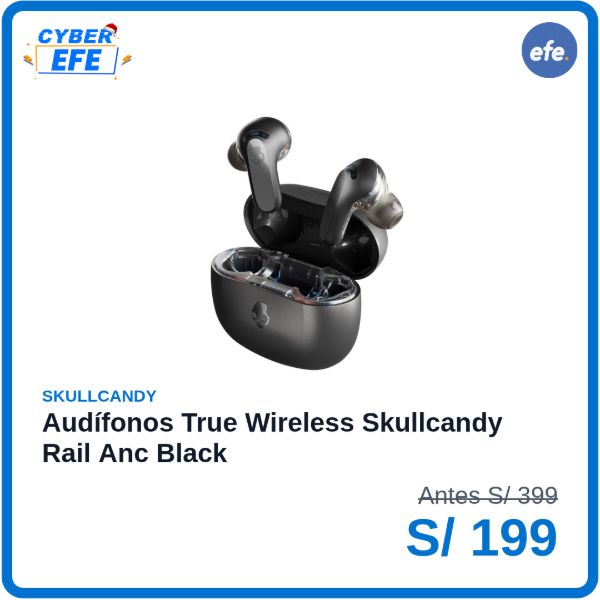 CYBER
EFE
efe.
SKULLCANDY
Audífonos True Wireless Skullcandy
Rail Anc Black
Antes S/ 399
S/ 199